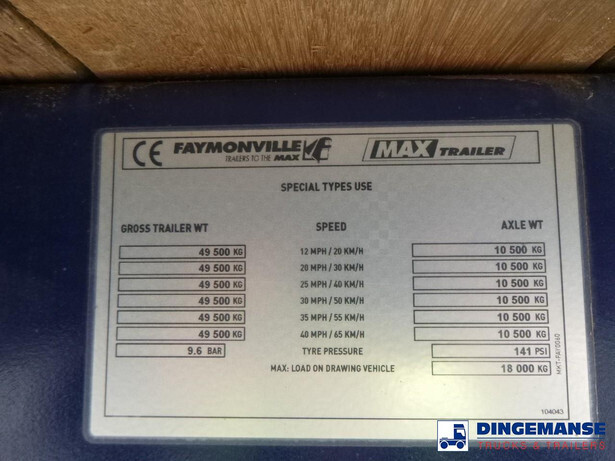 CE FAYMONVILLE MAX TRAILER
TRAILERS TO THE MAX
SPECIAL TYPES USE
GROSS TRAILER WT SPEED AXLE WT
49 500 KG 12 MPH / 20 KM/H 10 500 KG
49 500 KG 20 MPH / 30 KM/H 10 500 KG
49 500 KG 25 MPH / 40 KM/H 10 500 KG
49 500 KG 30 MPH / 50 KM/H 10 500 KG
49 500 KG 35 MPH / 55 KM/H 10 500 KG
49 500 KG 40 MPH / 65 KM/H 10 500 KG
9.6 BAR TYRE PRESSURE 141 PSI
MAX: LOAD ON DRAWING VEHICLE 18 000 KG
104043
DINGEMANSE
TRUCKS & TRAILERS